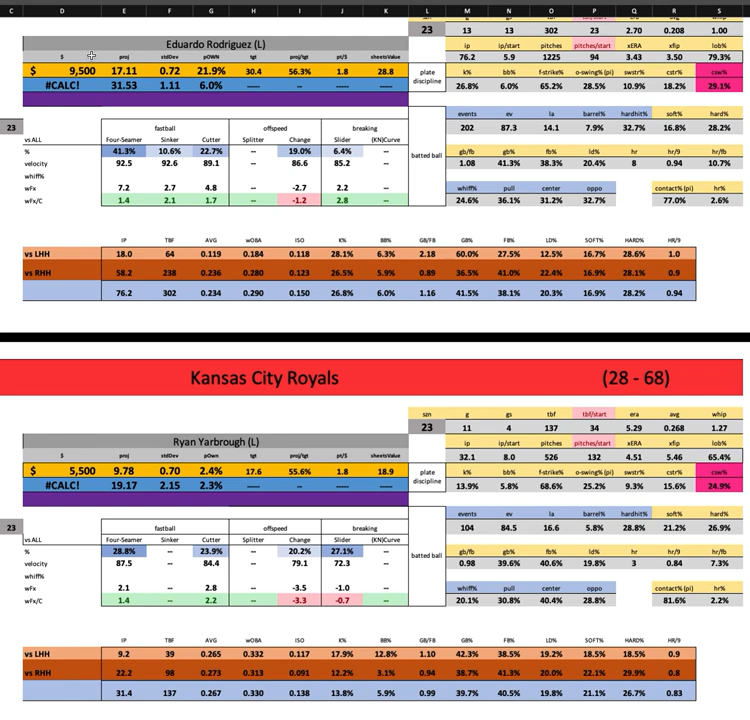 C D E F G H I J K L M N O P Q R S
23 13 13 302 23 2.70 0.208 1.00
Eduardo Rodriguez (L)
ip ip/start pitches pitches/start xERA xfip lob%
$ proj stdDev pOWN tgt proj/tgt pt/$ sheetsValue
76.2 5.9 1225 94 3.43 3.50 79.3%
$ 9,500 17.11 0.72 21.9% 30.4 56.3% 1.8 28.8
plate discipline k% bb% f-strike% o-swing% (pi) swstr% cstr% csw%
#CALC! 31.53 1.11 6.0% ----- -- ----- -----
26.8% 6.0% 65.2% 28.5% 10.9% 18.2% 29.1%
events ev la barrel% hardhit% soft% hard%
23 fastball offspeed breaking
202 87.3 14.1 7.9% 32.7% 16.8% 28.2%
vs ALL Four-Seamer Sinker Cutter Splitter Change Slider (KN)Curve
% 41.3% 10.6% 22.7% -- 19.0% 6.4% --
batted ball gb/fb gb% fb% ld% hr hr/9 hr/fb
velocity 92.5 92.6 89.1 -- 86.6 85.2 --
1.08 41.3% 38.3% 20.4% 8 0.94 10.7%
whiff%
wFx 7.2 2.7 4.8 -- -2.7 2.2 --
whiff% pull center oppo contact% (pi) hr%
wFx/C 1.4 2.1 1.7 -- -1.2 2.8 --
24.6% 36.1% 31.2% 32.7% 77.0% 2.6%
IP TBF AVG wOBA ISO K% BB% GB/FB GB% FB% LD% SOFT% HARD% HR/9
vs LHH 18.0 64 0.119 0.184 0.118 28.1% 6.3% 2.18 60.0% 27.5% 12.5% 16.7% 28.6% 1.0
vs RHH 58.2 238 0.236 0.280 0.123 26.5% 5.9% 0.89 36.5% 41.0% 22.4% 16.9% 28.1% 0.9
76.2 302 0.234 0.290 0.150 26.8% 6.0% 1.16 41.5% 38.1% 20.3% 16.9% 28.2% 0.94
Kansas City Royals (28 - 68)
szn g gs tbf tbf/start era avg whip
23 11 4 137 34 5.29 0.268 1.27
Ryan Yarbrough (L)
ip ip/start pitches pitches/start xERA xfip lob%
$ proj stdDev pOwn tgt proj/tgt pt/$ sheetsValue
32.1 8.0 526 132 4.51 5.46 65.4%
$ 5,500 9.78 0.70 2.4% 17.6 55.6% 1.8 18.9
plate discipline k% bb% f-strike% o-swing% (pi) swstr% cstr% csw%
#CALC! 19.17 2.15 2.3% ----- -- ----- -----
13.9% 5.8% 68.6% 25.2% 9.3% 15.6% 24.9%
events ev la barrel% hardhit% soft% hard%
23 fastball offspeed breaking
104 84.5 16.6 5.8% 28.8% 21.2% 26.9%
vs ALL Four-Seamer Sinker Cutter Splitter Change Slider (KN)Curve
% 28.8% -- 23.9% -- 20.2% 27.1% --
batted ball gb/fb gb% fb% ld% hr hr/9 hr/fb
velocity 87.5 -- 84.4 -- 79.1 72.3 --
0.98 39.6% 40.6% 19.8% 3 0.84 7.3%
whiff%
wFx 2.1 -- 2.8 -- -3.5 -1.0 --
whiff% pull center oppo contact% (pi) hr%
wFx/C 1.4 -- 2.2 -- -3.3 -0.7 --
20.1% 30.8% 40.4% 28.8% 81.6% 2.2%
IP TBF AVG wOBA ISO K% BB% GB/FB GB% FB% LD% SOFT% HARD% HR/9
vs LHH 9.2 39 0.265 0.332 0.117 17.9% 12.8% 1.10 42.3% 38.5% 19.2% 18.5% 18.5% 0.9
vs RHH 22.2 98 0.273 0.313 0.091 12.2% 3.1% 0.94 38.7% 41.3% 20.0% 22.1% 29.9% 0.8
31.4 137 0.267 0.330 0.138 13.8% 5.9% 0.99 39.7% 40.5% 19.8% 21.1% 26.7% 0.83